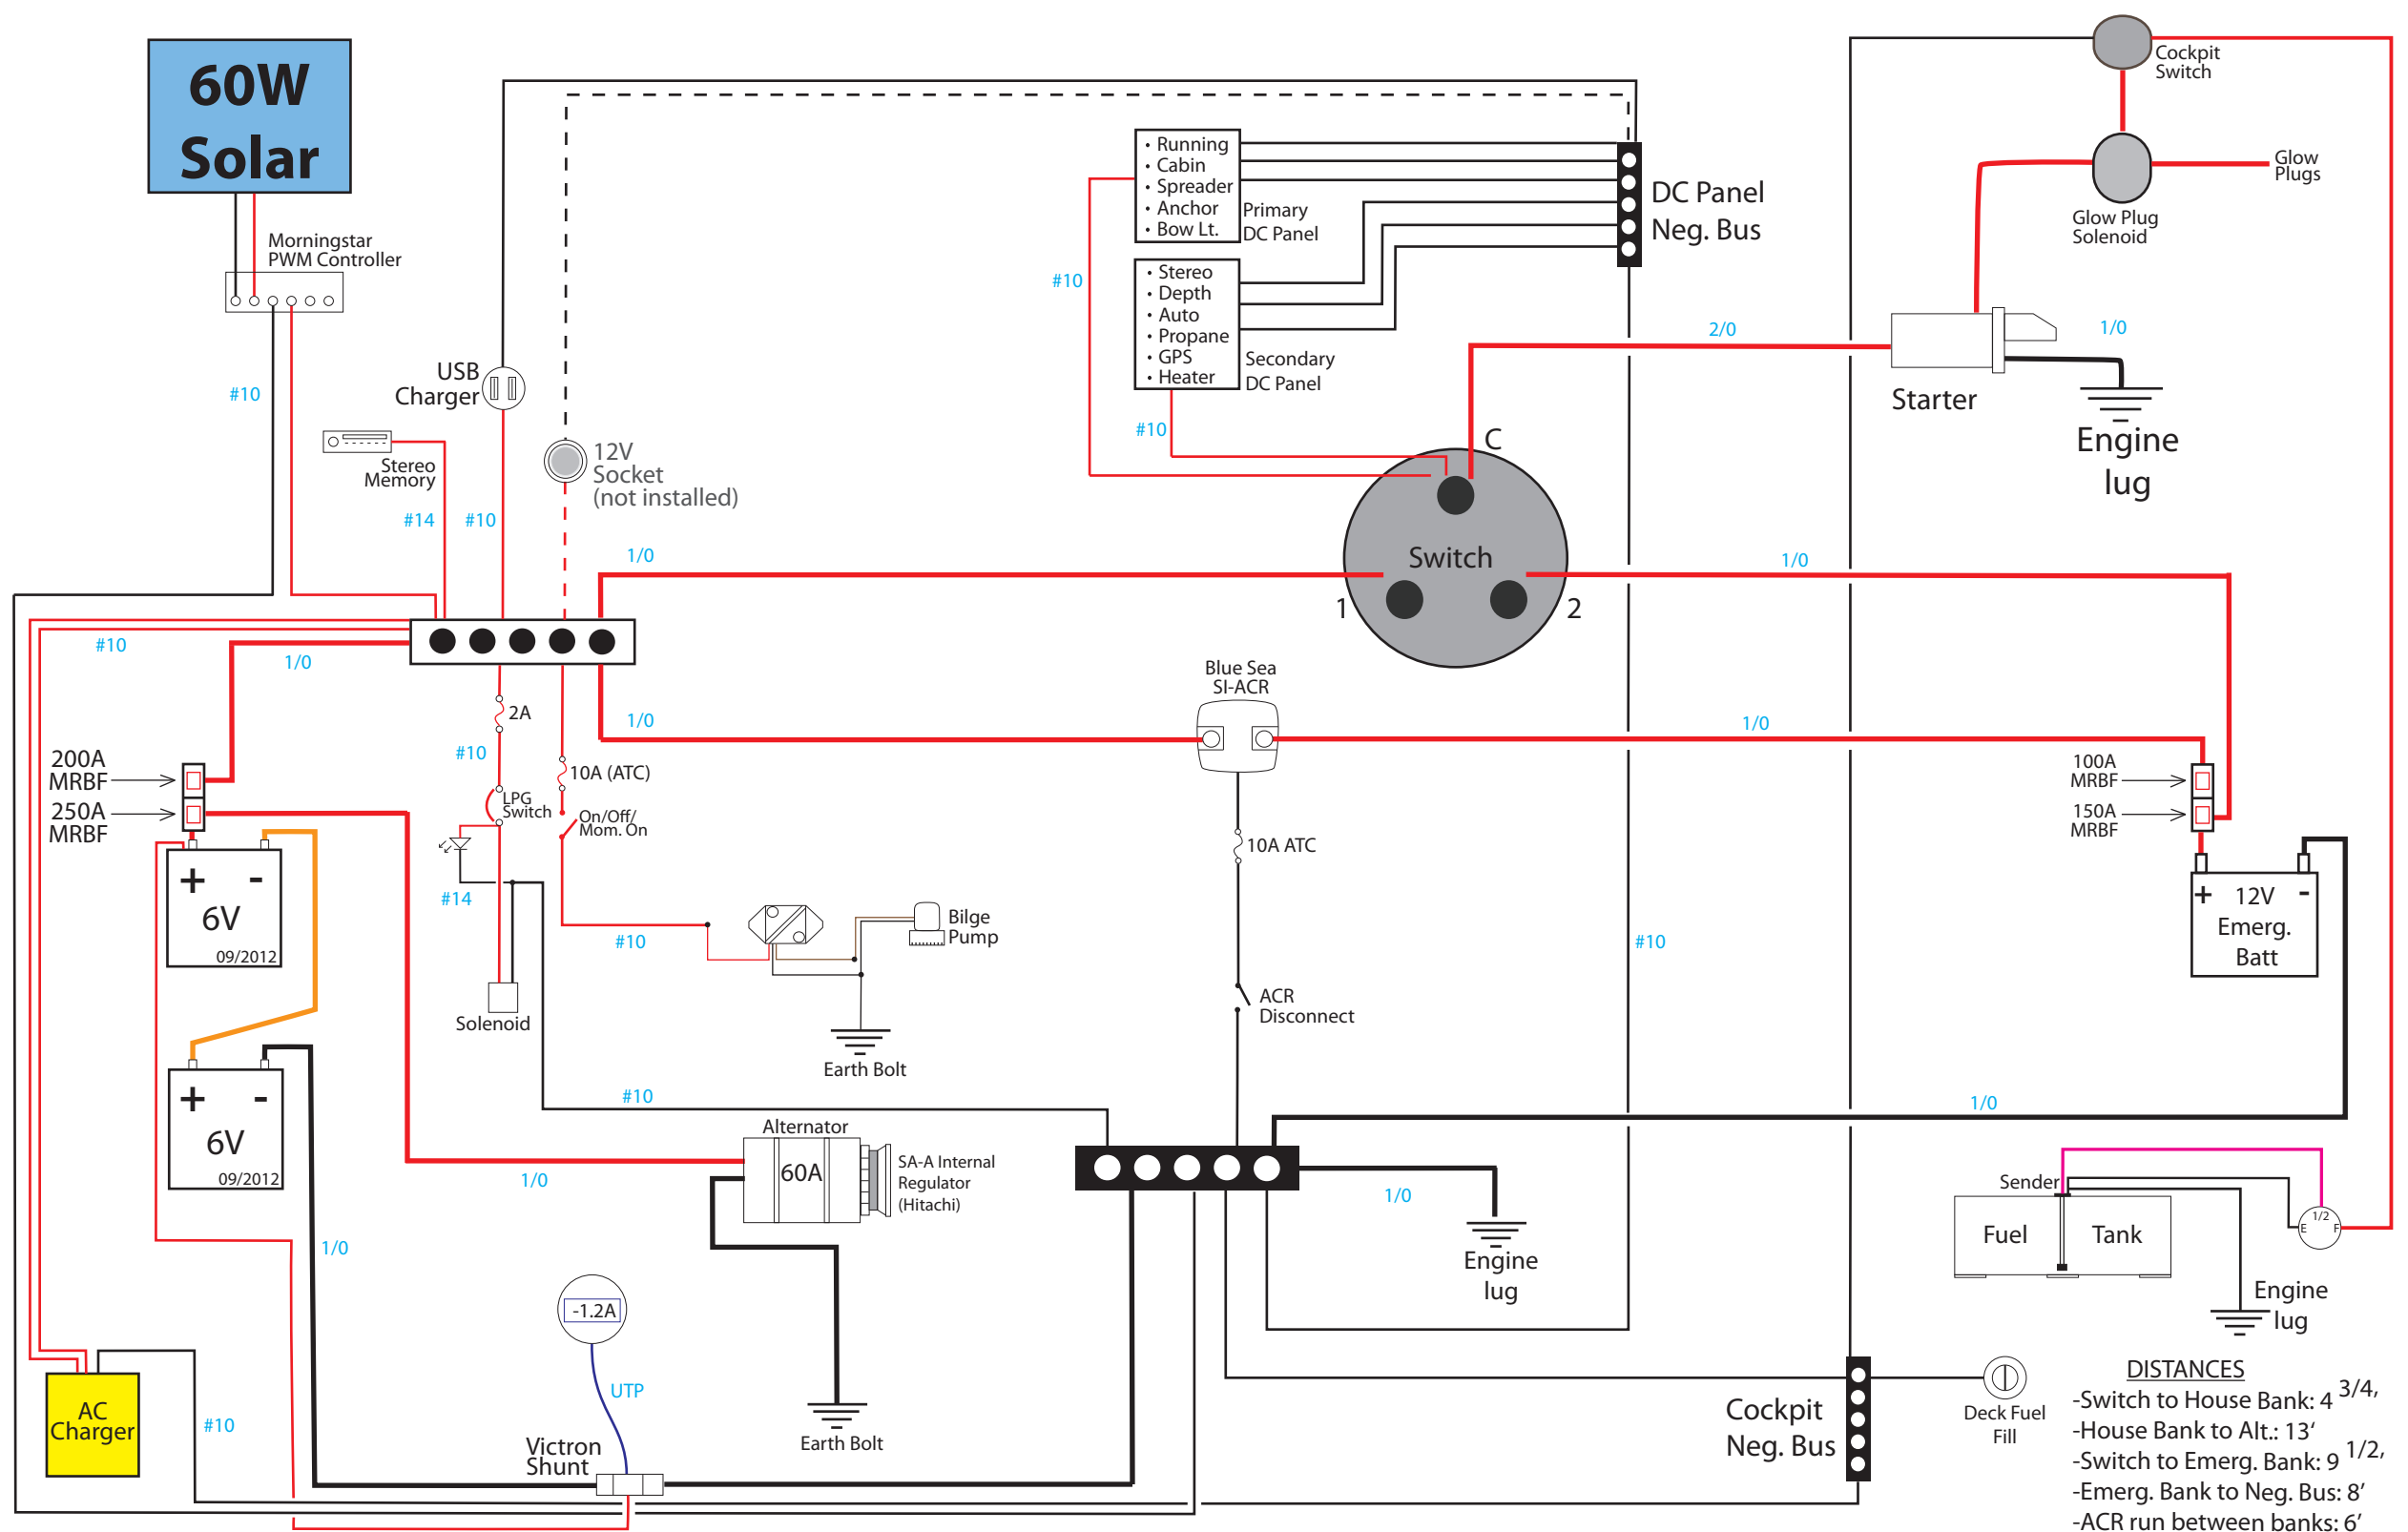 60W
Solar
Morningstar
PWM Controller
#10
USB
Charger
Stereo
Memory
#14
#10
12V
Socket
(not installed)
• Running
• Cabin
• Spreader
• Anchor
• Bow Lt.
Primary
DC Panel
• Stereo
• Depth
• Auto
• Propane
• GPS
• Heater
Secondary
DC Panel
#10
#10
DC Panel
Neg. Bus
Cockpit
Switch
Glow
Plugs
Glow Plug
Solenoid
2/0
1/0
Starter
Engine
lug
C
Switch
1
2
1/0
1/0
#10
1/0
1/0
2A
#10
10A (ATC)
LPG
Switch
On/Off/
Mom. On
#14
Solenoid
#10
Bilge
Pump
Earth Bolt
Blue Sea
SI-ACR
1/0
10A ATC
ACR
Disconnect
#10
200A
MRBF
250A
MRBF
+ -
6V
09/2012
+ -
6V
09/2012
100A
MRBF
150A
MRBF
+ 12V -
Emerg.
Batt
#10
1/0
Alternator
60A
SA-A Internal
Regulator
(Hitachi)
1/0
1/0
1/0
Engine
lug
Sender
Fuel Tank
1/2
E F
Engine
lug
-1.2A
UTP
Earth Bolt
Victron
Shunt
AC
Charger
#10
Cockpit
Neg. Bus
Deck Fuel
Fill
DISTANCES
-Switch to House Bank: 4 3/4,
-House Bank to Alt.: 13'
-Switch to Emerg. Bank: 9 1/2,
-Emerg. Bank to Neg. Bus: 8'
-ACR run between banks: 6'